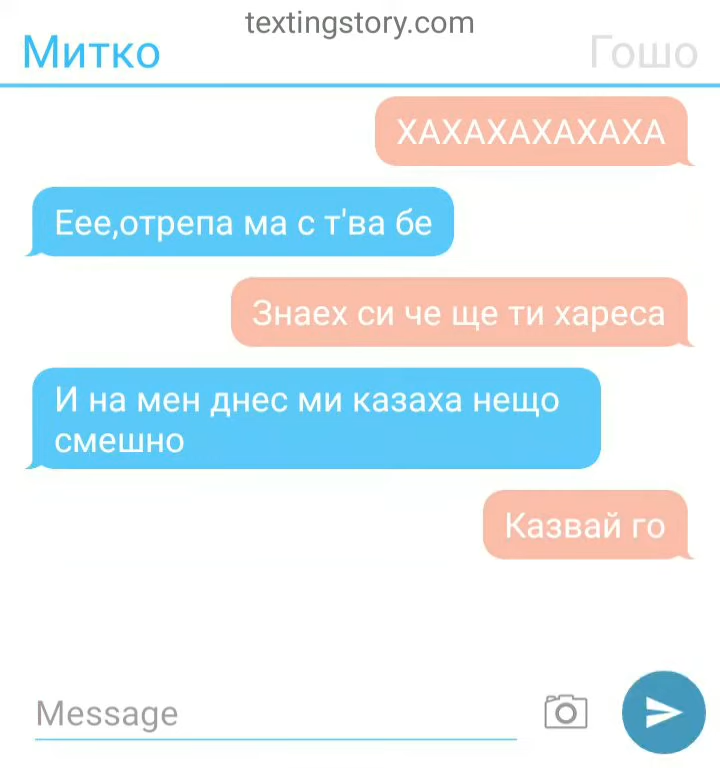 textingstory.com
Митко
Гошо
ХАХАХАХАХАХА
Еее,отрепа ма с т'ва бе
Знаех си че ще ти хареса
И на мен днес ми казаха нещо
смешно
Казвай го
Message